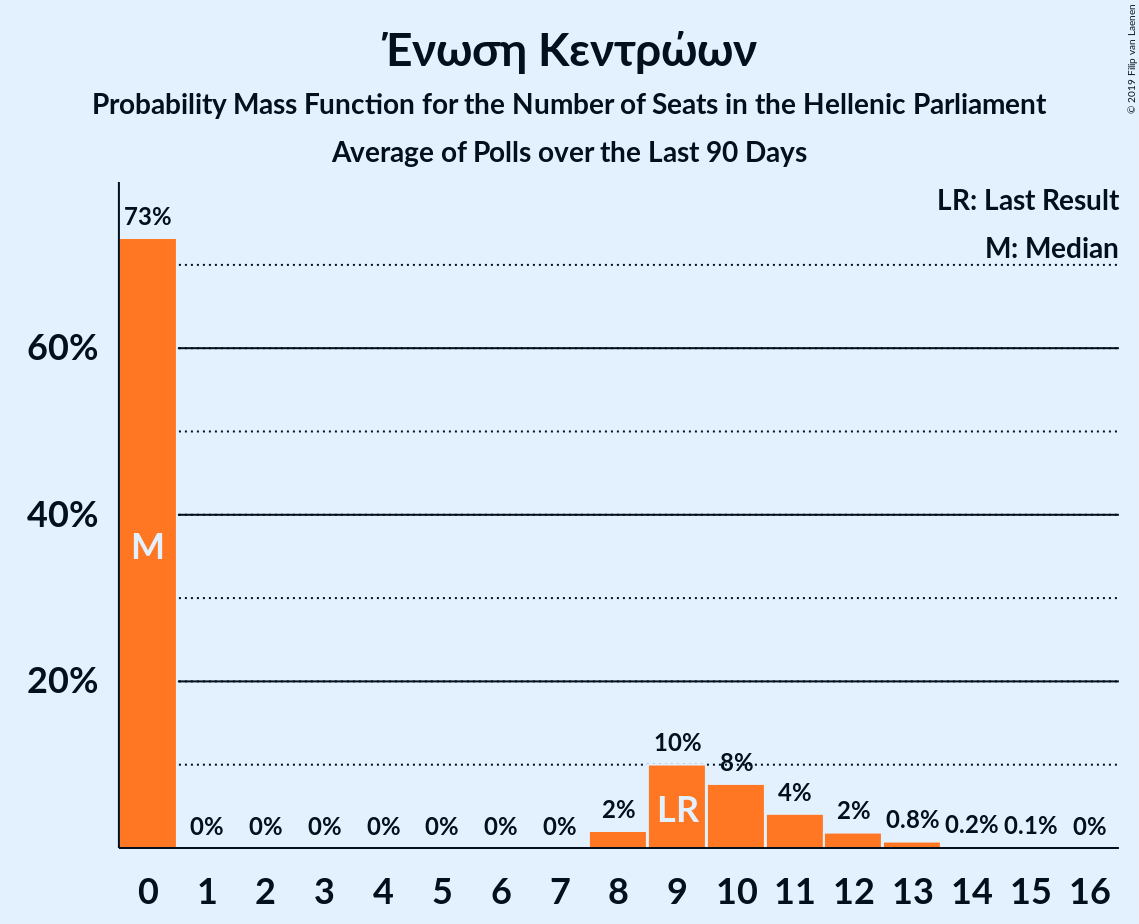 Ένωση Κεντρώων
Probability Mass Function for the Number of Seats in the Hellenic Parliament
Average of Polls over the Last 90 Days
© 2019 Filip van Laenen
LR: Last Result
M: Median
60%
40%
20%
73%
0%
0%
0%
0%
0%
0%
0%
2%
10%
8%
4%
2%
0.8%
0.2%
0.1%
0%
M
LR
0 1 2 3 4 5 6 7 8 9 10 11 12 13 14 15 16